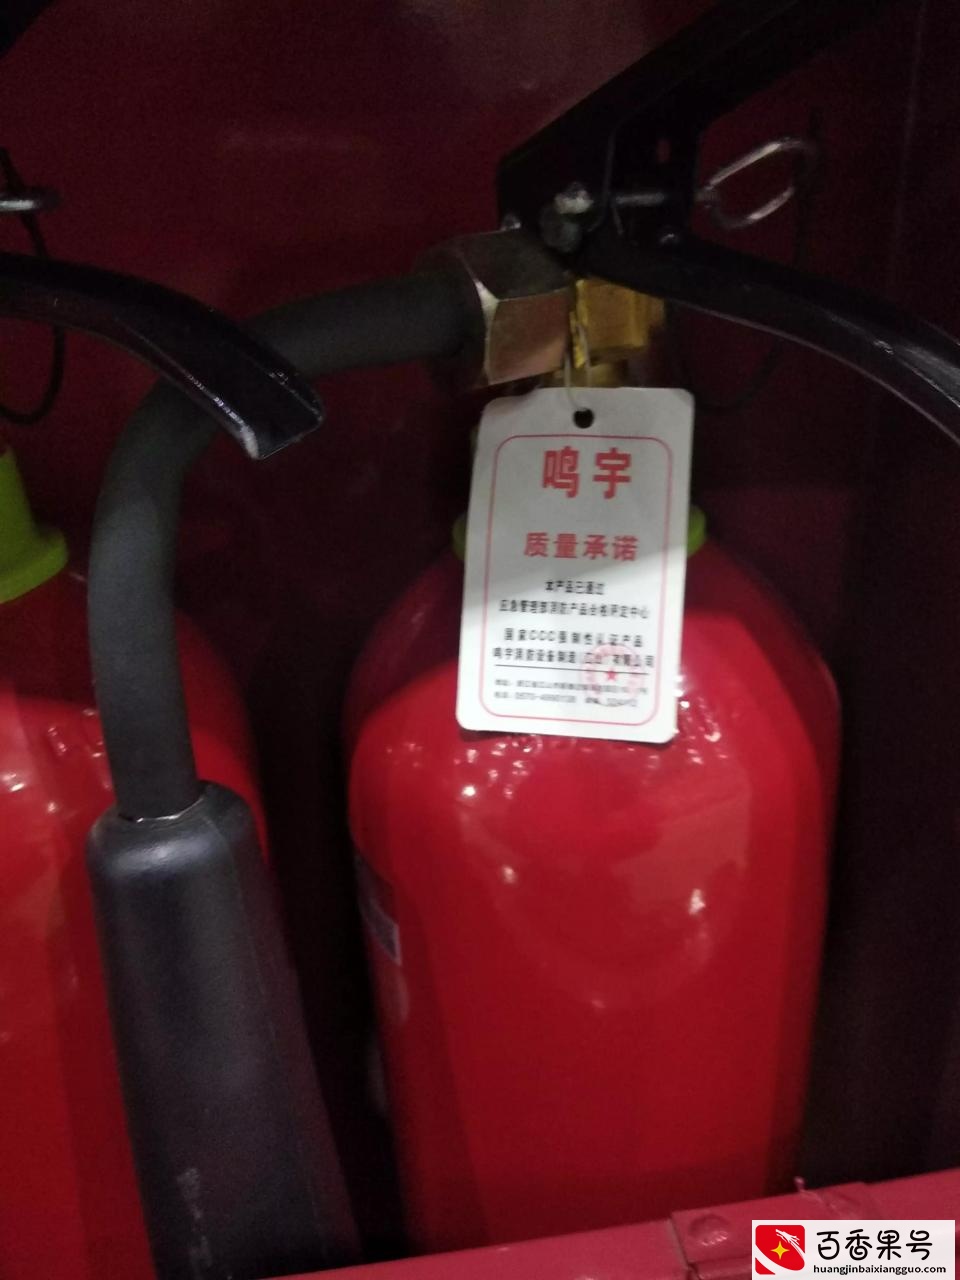 鸣宇
质量承诺
本产品已通过
应急管理部消防产品合格评定中心
国家CCC强制性认证产品
鸣宇消防设备制造(江山)有限公司
百香果号
huangjinbaixiangguo.com